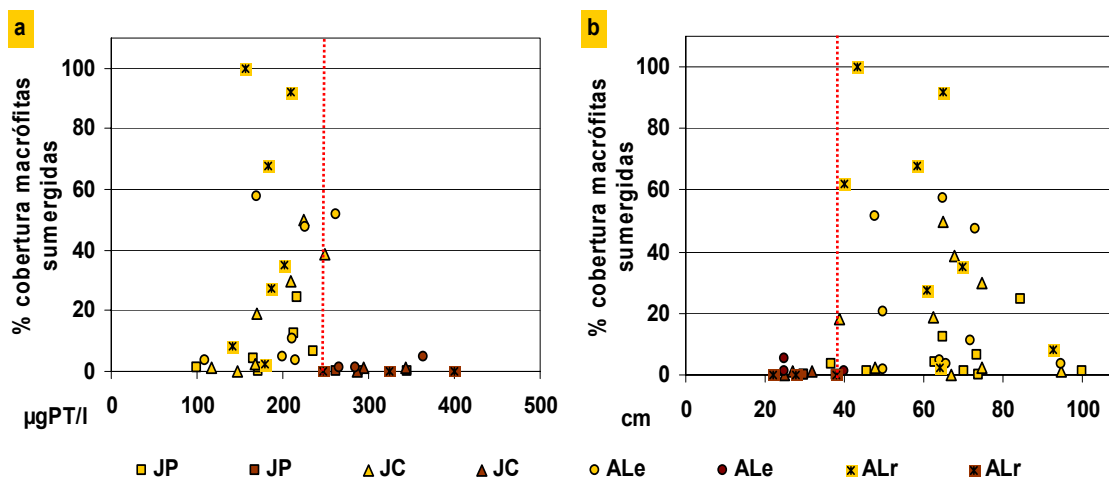 a
% cobertura macrófitas
sumergidas
100
80
60
40
20
0
0 100 200 300 400 500
µgPT/l
b
% cobertura macrófitas
sumergidas
100
80
60
40
20
0
0 20 40 60 80 100
cm
JP JP JC JC ALe ALe ALr ALr